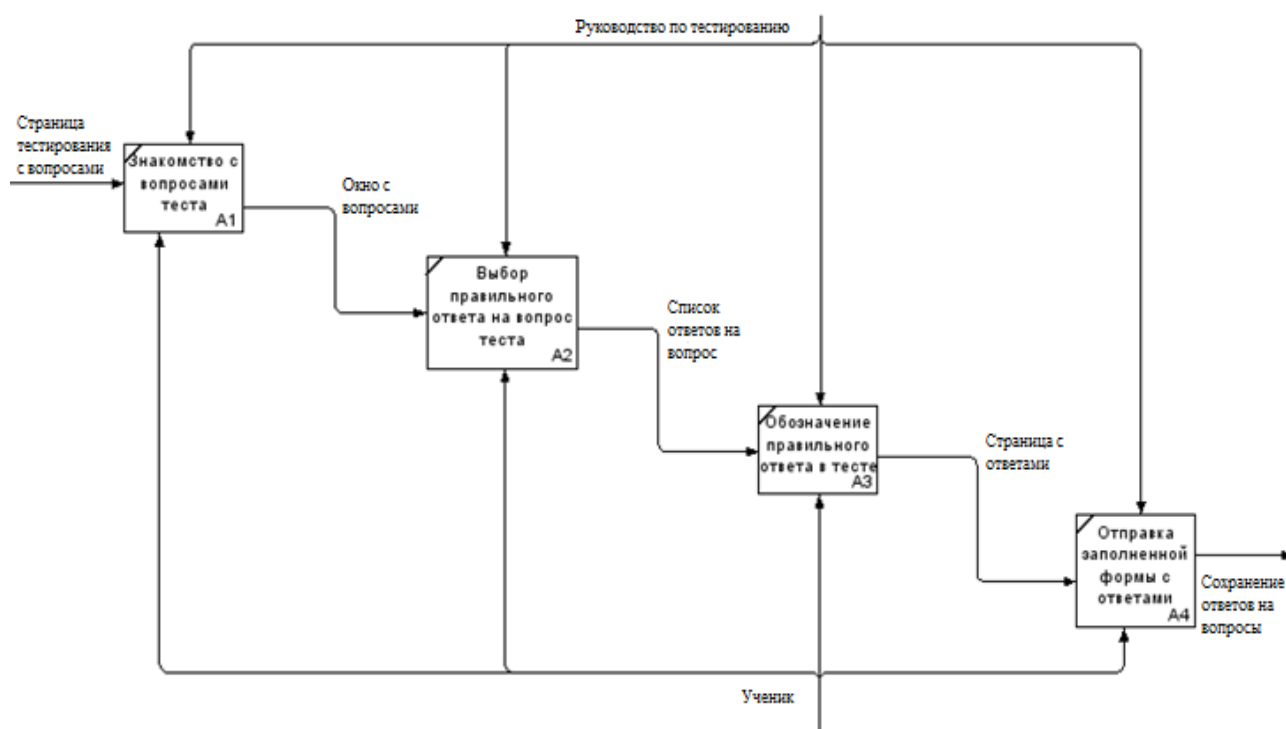 Руководство по тестированию
Страница
тестирования
с вопросами
Знакомство с
вопросами
теста
A1
Окно с
вопросами
Выбор
правильного
ответа на вопрос
теста
A2
Список
ответов на
вопрос
Обозначение
правильного
ответа в тесте
A3
Страница с
ответами
Отправка
заполненной
формы с
ответами
A4
Сохранение
ответов на
вопросы
Ученик